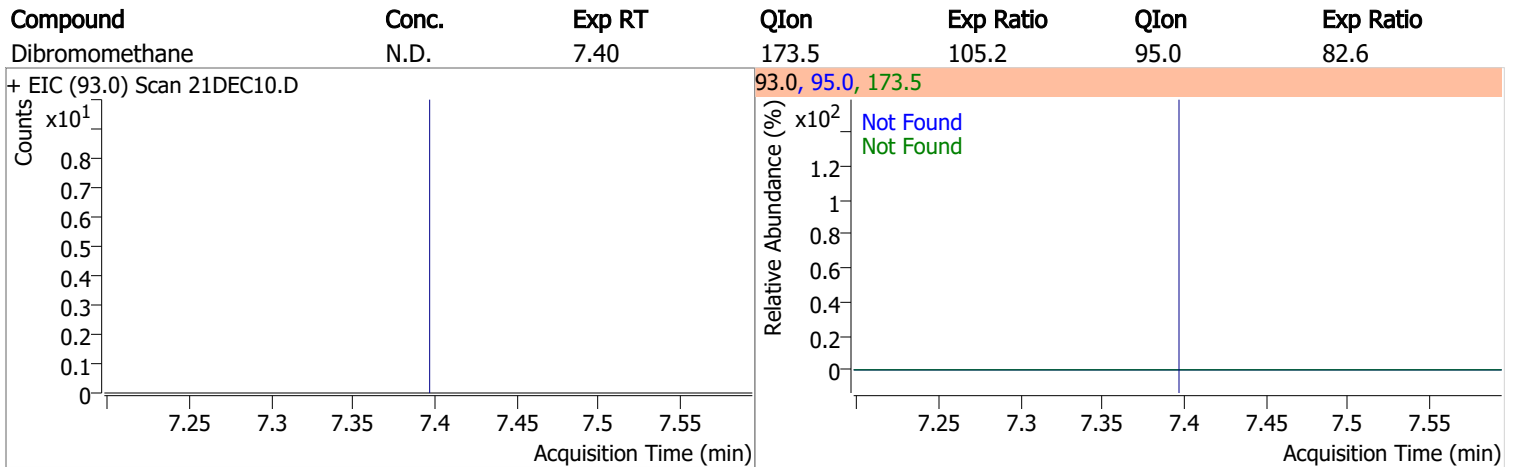 Compound Conc. Exp RT QIon Exp Ratio QIon Exp Ratio
Dibromomethane N.D. 7.40 173.5 105.2 95.0 82.6
+ EIC (93.0) Scan 21DEC10.D
Counts
x10¹
0.8
0.7
0.6
0.5
0.4
0.3
0.2
0.1
0
7.25 7.3 7.35 7.4 7.45 7.5 7.55
Acquisition Time (min)
93.0, 95.0, 173.5
Relative Abundance (%)
x10²
Not Found
Not Found
1.2
1
0.8
0.6
0.4
0.2
0
7.25 7.3 7.35 7.4 7.45 7.5 7.55
Acquisition Time (min)